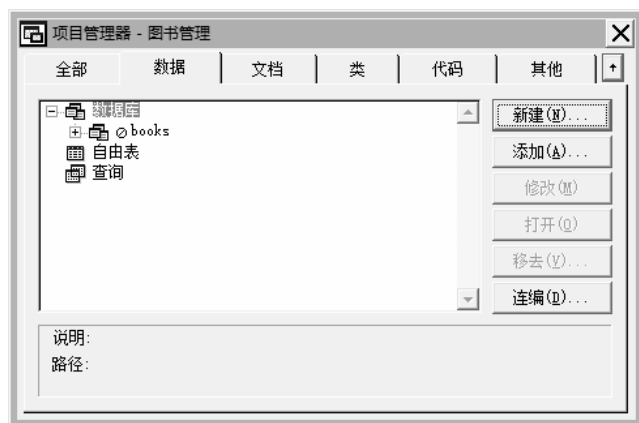 项目管理器 - 图书管理
全部 数据 文档 类 代码 其他
数据库
books
自由表
查询
新建(N)...
添加(A)...
修改(M)
打开(O)
移去(V)...
连编(D)...
说明:
路径: